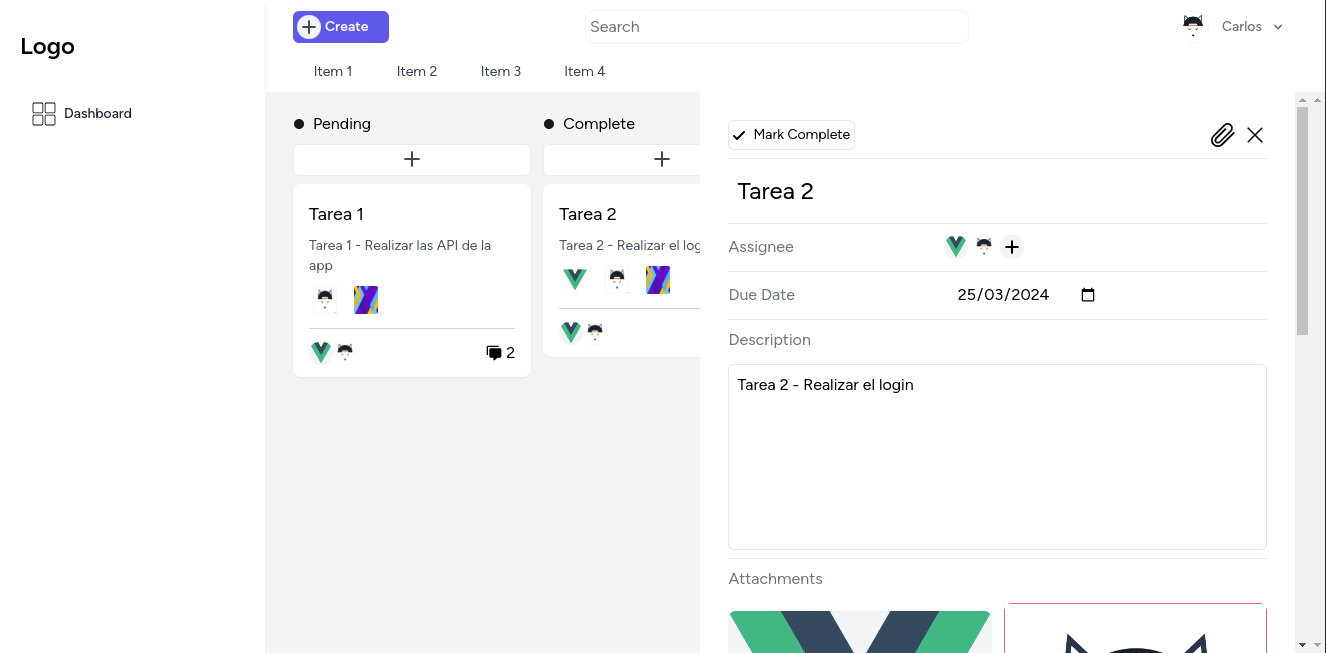 Logo
Dashboard
Create
Search
Carlos
Item 1 Item 2 Item 3 Item 4
Pending
Tarea 1
Tarea 1 - Realizar las API de la
app
2
Complete
Tarea 2
Tarea 2 - Realizar el log
Mark Complete
Tarea 2
Assignee
Due Date 25/03/2024
Description
Tarea 2 - Realizar el login
Attachments